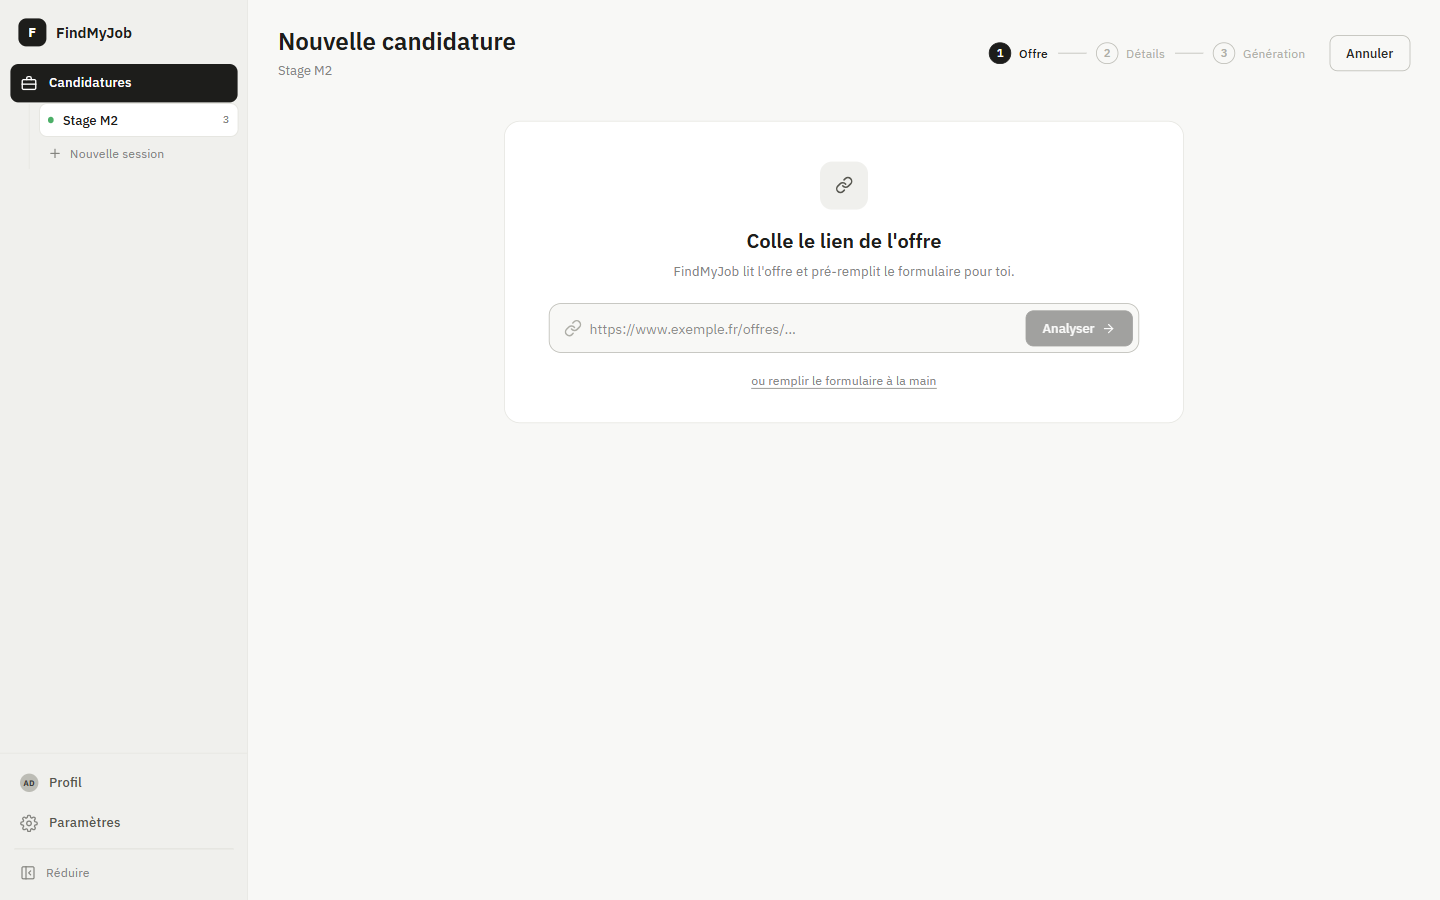 F FindMyJob
Candidatures
Stage M2 3
Nouvelle session
AD Profil
Paramètres
Réduire
Nouvelle candidature
Stage M2
1 Offre 2 Détails 3 Génération Annuler
Colle le lien de l'offre
FindMyJob lit l'offre et pré-remplit le formulaire pour toi.
https://www.exemple.fr/offres/... Analyser →
ou remplir le formulaire à la main